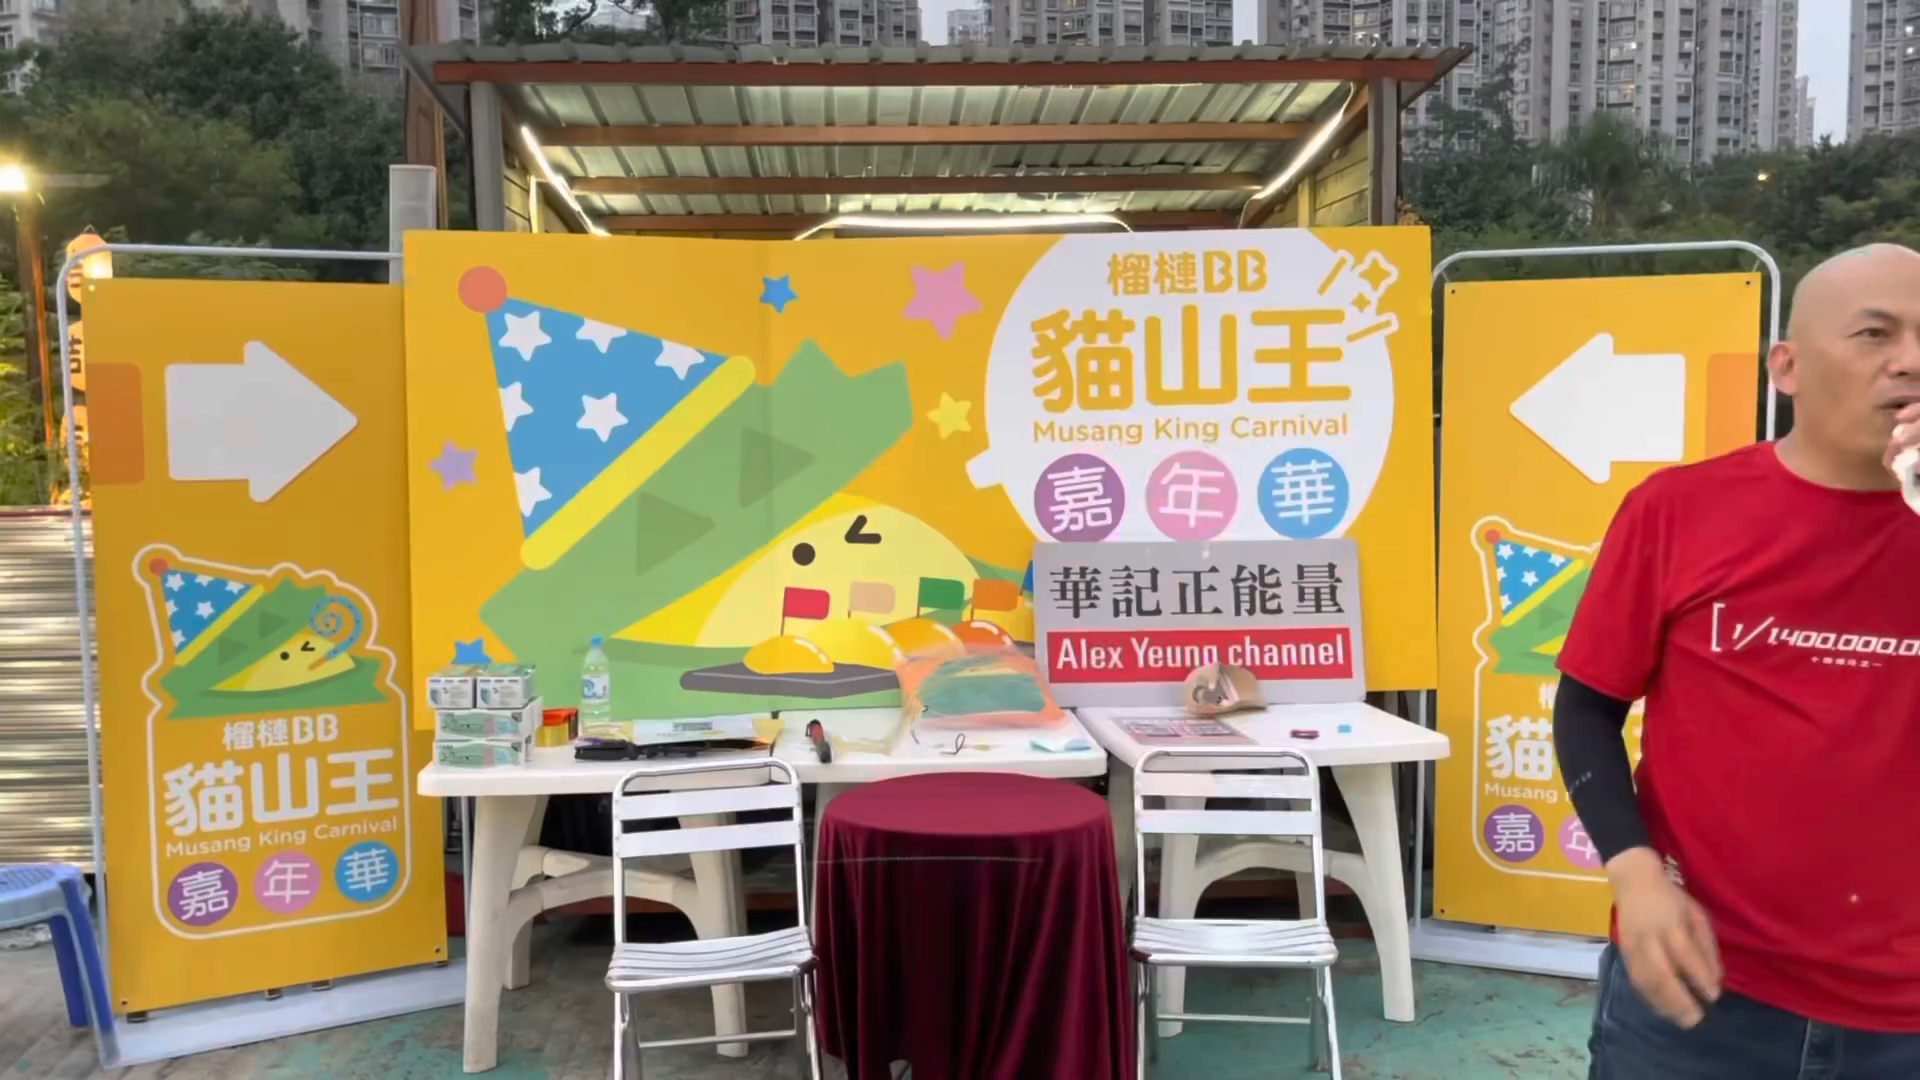 榴槤BB
貓山王
Musang King Carnival
嘉年華
華記正能量
Alex Yeung channel
榴槤BB
貓山王
Musang King Carnival
嘉年華
貓山
Musang
嘉年
[1/1,400,000,0